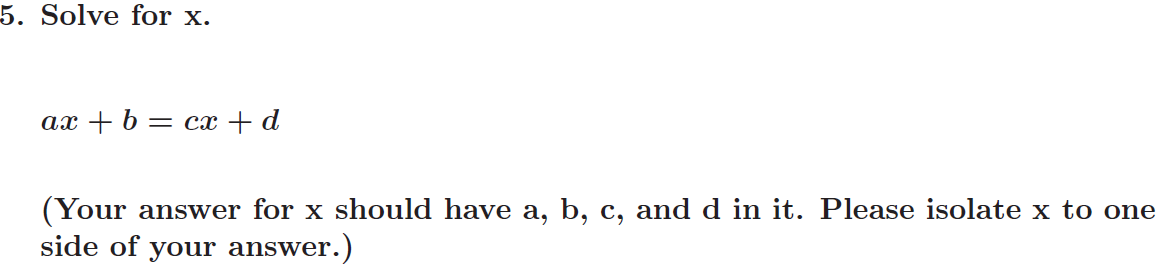 5. Solve for x.
ax + b = cx + d
(Your answer for x should have a, b, c, and d in it. Please isolate x to one
side of your answer.)